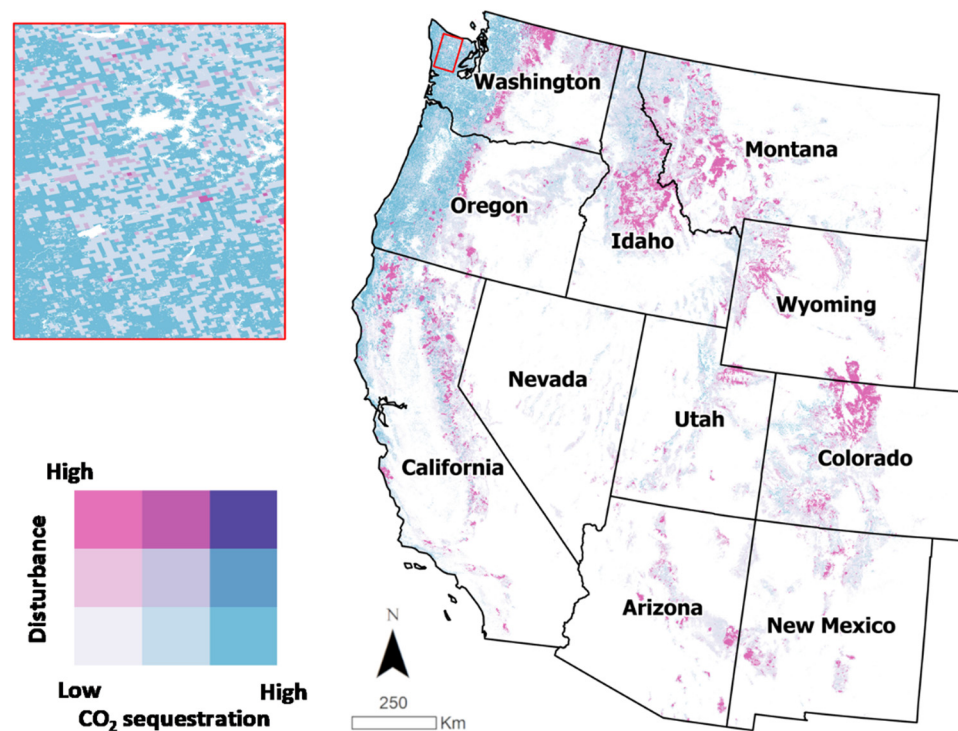 Washington
Montana
Oregon
Idaho
Wyoming
Nevada
Utah
Colorado
California
Arizona
New Mexico
High
Disturbance
Low
High
CO₂ sequestration
N
250
Km